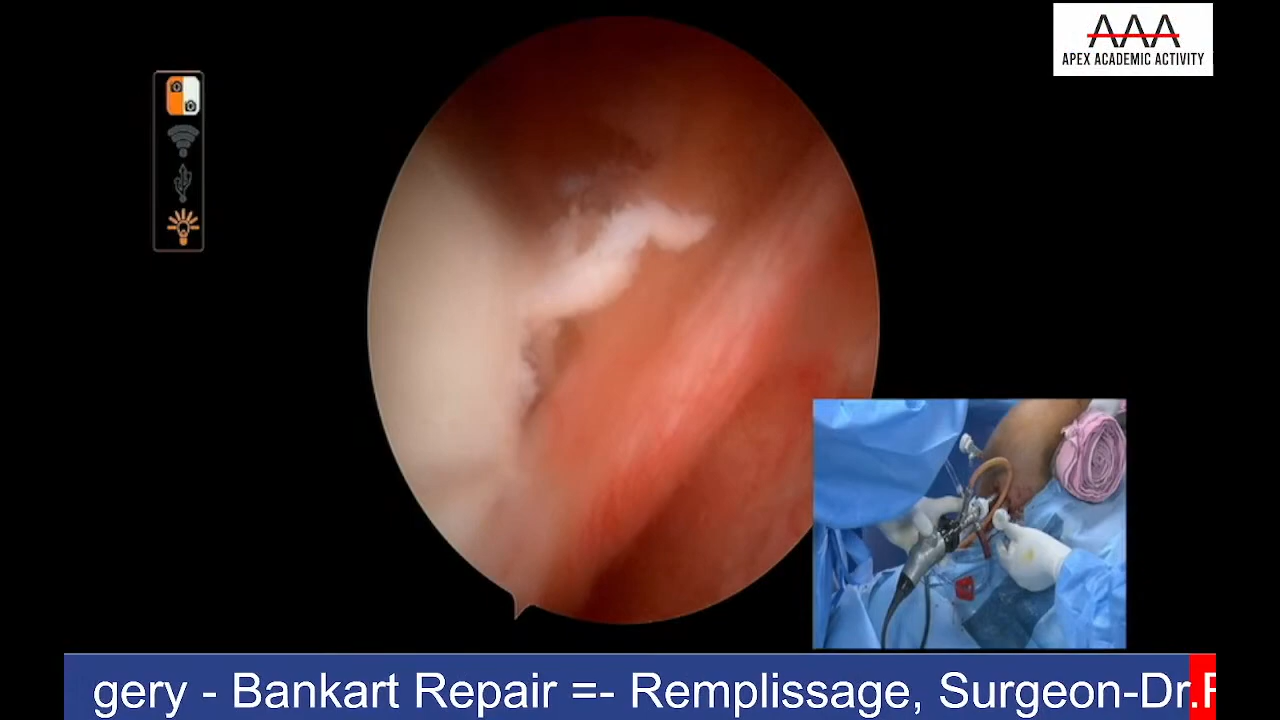 AAA
APEX ACADEMIC ACTIVITY
gery - Bankart Repair =- Remplissage, Surgeon-Dr.